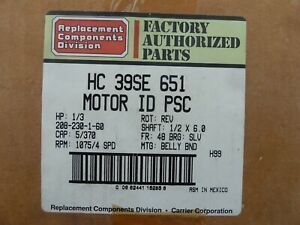 Replacement
Components
Division
FACTORY
AUTHORIZED
PARTS
HC 39SE 651
MOTOR ID PSC
HP: 1/3
208-230-1-60
CAP: 5/370
RPM: 1075/4 SPD
ROT: REV
SHAFT: 1/2 X 6.0
FR: 48 BRG: SLV
MTG: BELLY BND
H99
ASM IN MEXICO
Replacement Components Division - Carrier Corporation